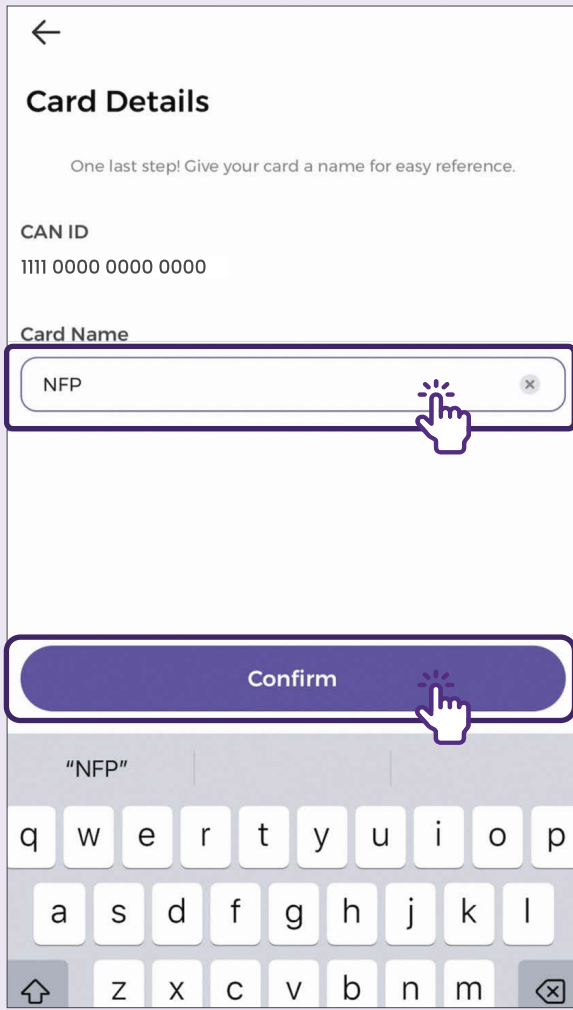 Card Details
One last step! Give your card a name for easy reference.
CAN ID
1111 0000 0000 0000
Card Name
NFP
Confirm
“NFP”
q w e r t y u i o p
a s d f g h j k l
z x c v b n m